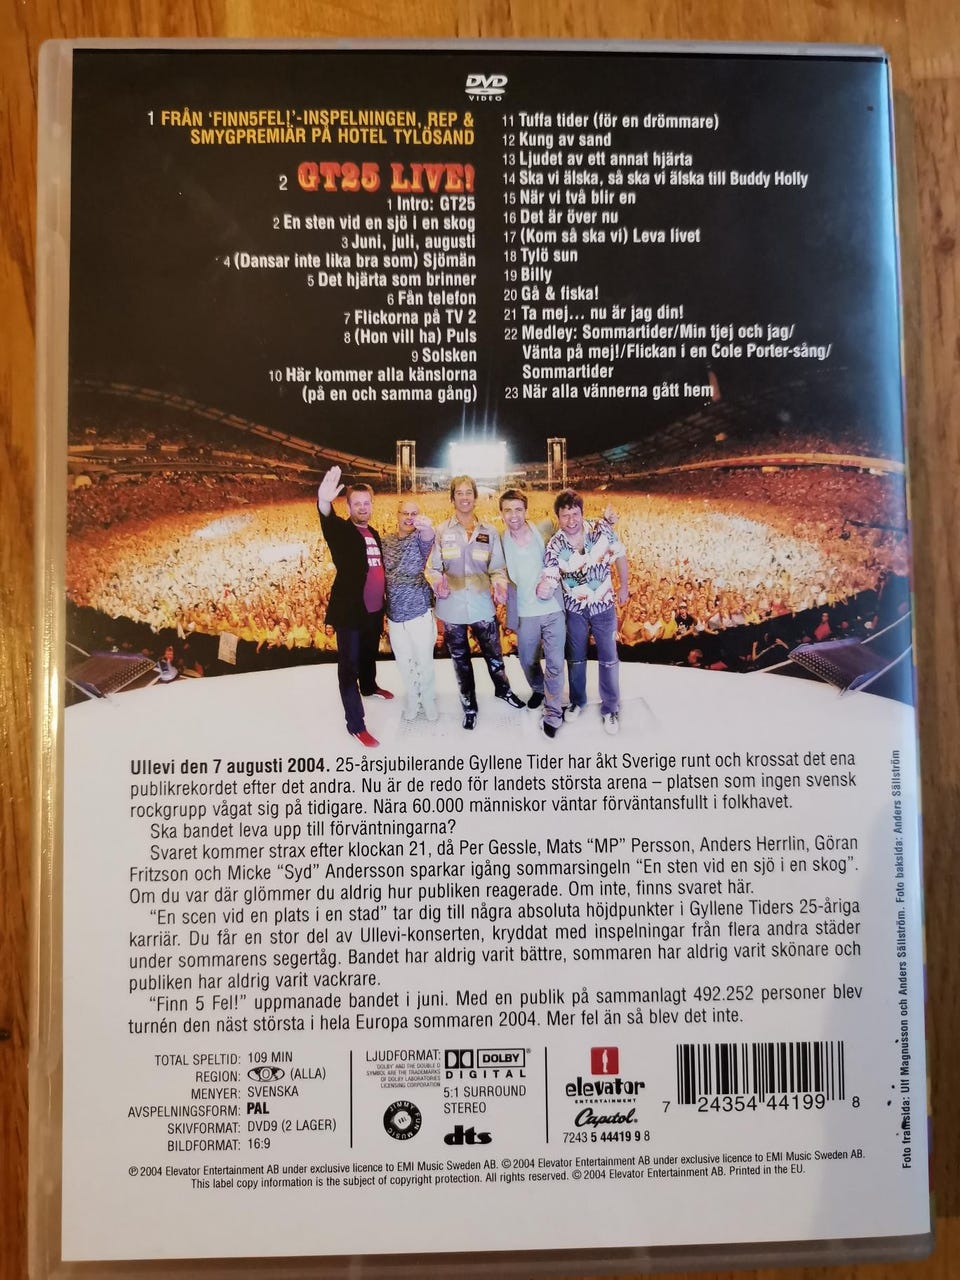 DVD
VIDEO
1 FRÅN 'FINN5FEL!'-INSPELNINGEN, REP &
SMYGPREMIÄR PÅ HOTEL TYLÖSAND
2 GT25 LIVE!
1 Intro: GT25
2 En sten vid en sjö i en skog
3 Juni, juli, augusti
4 (Dansar inte lika bra som) Sjömän
5 Det hjärta som brinner
6 Fån telefon
7 Flickorna på TV 2
8 (Hon vill ha) Puls
9 Solsken
10 Här kommer alla känslorna
(på en och samma gång)
11 Tuffa tider (för en drömmare)
12 Kung av sand
13 Ljudet av ett annat hjärta
14 Ska vi älska, så ska vi älska till Buddy Holly
15 När vi två blir en
16 Det är över nu
17 (Kom så ska vi) Leva livet
18 Tylö sun
19 Billy
20 Gå & fiska!
21 Ta mej... nu är jag din!
22 Medley: Sommartider/Min tjej och jag/
Vänta på mej!/Flickan i en Cole Porter-sång/
Sommartider
23 När alla vännerna gått hem
Ullevi den 7 augusti 2004. 25-årsjubilerande Gyllene Tider har åkt Sverige runt och krossat det ena
publikrekordet efter det andra. Nu är de redo för landets största arena – platsen som ingen svensk
rockgrupp vågat sig på tidigare. Nära 60.000 människor väntar förväntansfullt i folkhavet.
Ska bandet leva upp till förväntningarna?
Svaret kommer strax efter klockan 21, då Per Gessle, Mats “MP” Persson, Anders Herrlin, Göran
Fritzson och Micke “Syd” Andersson sparkar igång sommarsingeln “En sten vid en sjö i en skog”.
Om du var där glömmer du aldrig hur publiken reagerade. Om inte, finns svaret här.
“En scen vid en plats i en stad” tar dig till några absoluta höjdpunkter i Gyllene Tiders 25-åriga
karriär. Du får en stor del av Ullevi-konserten, kryddat med inspelningar från flera andra städer
under sommarens segertåg. Bandet har aldrig varit bättre, sommaren har aldrig varit skönare och
publiken har aldrig varit vackrare.
“Finn 5 Fel!” uppmanade bandet i juni. Med en publik på sammanlagt 492.252 personer blev
turnén den näst största i hela Europa sommaren 2004. Mer fel än så blev det inte.
TOTAL SPELTID: 109 MIN
REGION: (ALLA)
MENYER: SVENSKA
AVSPELNINGSFORM: PAL
SKIVFORMAT: DVD9 (2 LAGER)
BILDFORMAT: 16:9
LJUDFORMAT:
DOLBY
DIGITAL
DOLBY AND THE DOUBLE D
SYMBOL ARE THE TRADEMARKS
OF DOLBY LABORATORIES
LICENSING CORPORATION
5:1 SURROUND
STEREO
JIMMY FUN MUSIC
dts
elevator
ENTERTAINMENT
Capitol.
7243 5 44419 9 8
7 24354 44199 8
Foto framsida: Ulf Magnusson och Anders Sällström. Foto baksida: Anders Sällström
℗ 2004 Elevator Entertainment AB under exclusive licence to EMI Music Sweden AB. © 2004 Elevator Entertainment AB under exclusive licence to EMI Music Sweden AB.
This label copy information is the subject of copyright protection. All rights reserved. © 2004 Elevator Entertainment AB. Printed in the EU.